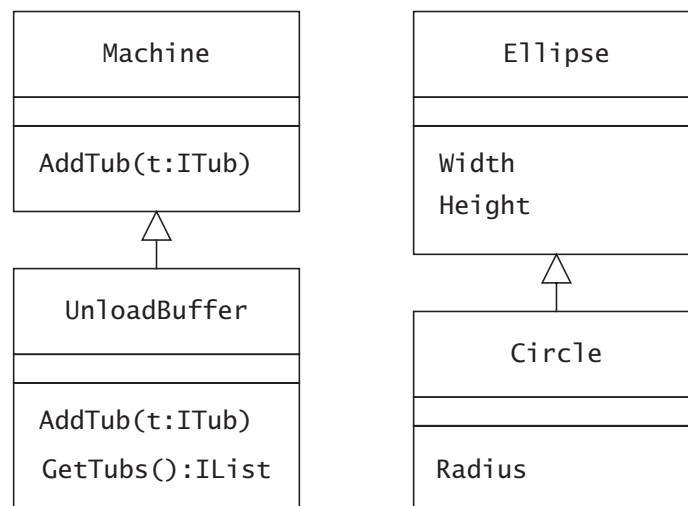 Machine
AddTub(t:ITub)
UnloadBuffer
AddTub(t:ITub)
GetTubs():IList
Ellipse
Width
Height
Circle
Radius